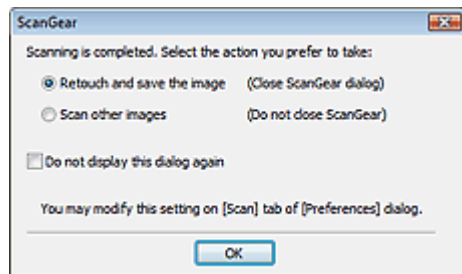 ScanGear
Scanning is completed. Select the action you prefer to take:
Retouch and save the image (Close ScanGear dialog)
Scan other images (Do not close ScanGear)
Do not display this dialog again
You may modify this setting on [Scan] tab of [Preferences] dialog.
OK